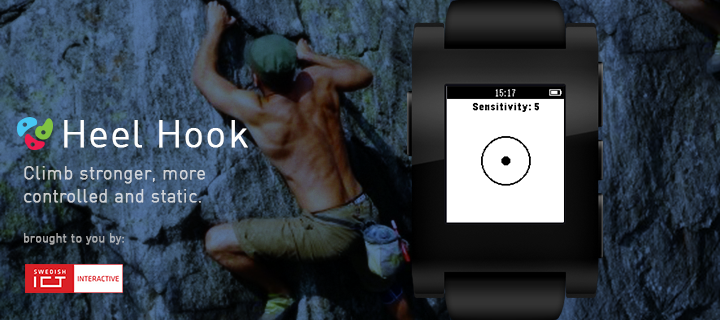 Heel Hook
Climb stronger, more
controlled and static.
brought to you by:
SWEDISH
ICT
INTERACTIVE
15:17
Sensitivity: 5